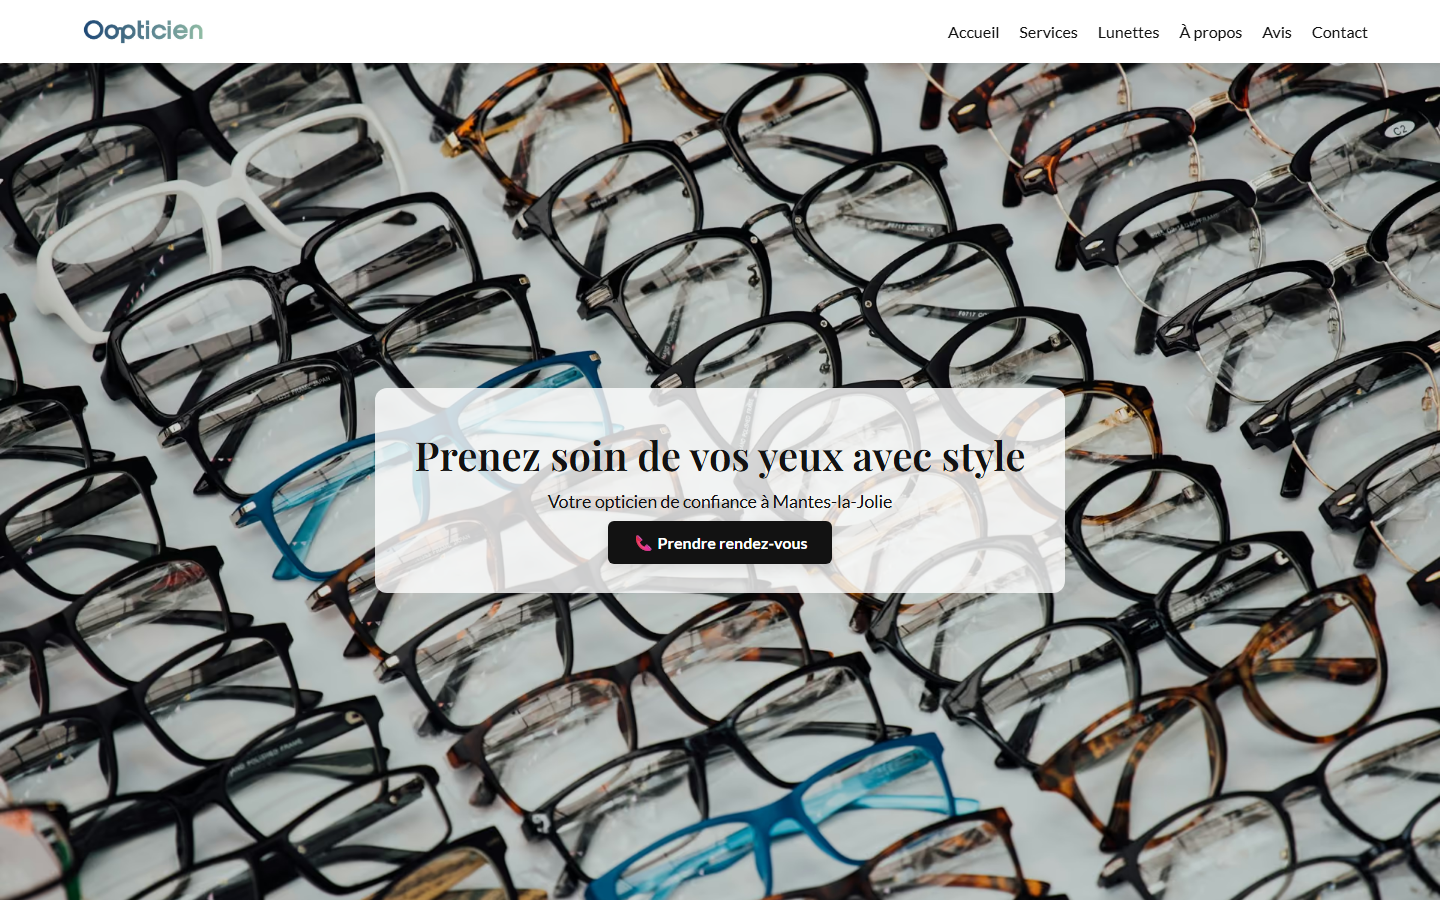 Oopticien
Accueil Services Lunettes À propos Avis Contact
C2
Prenez soin de vos yeux avec style
Votre opticien de confiance à Mantes-la-Jolie
📞 Prendre rendez-vous